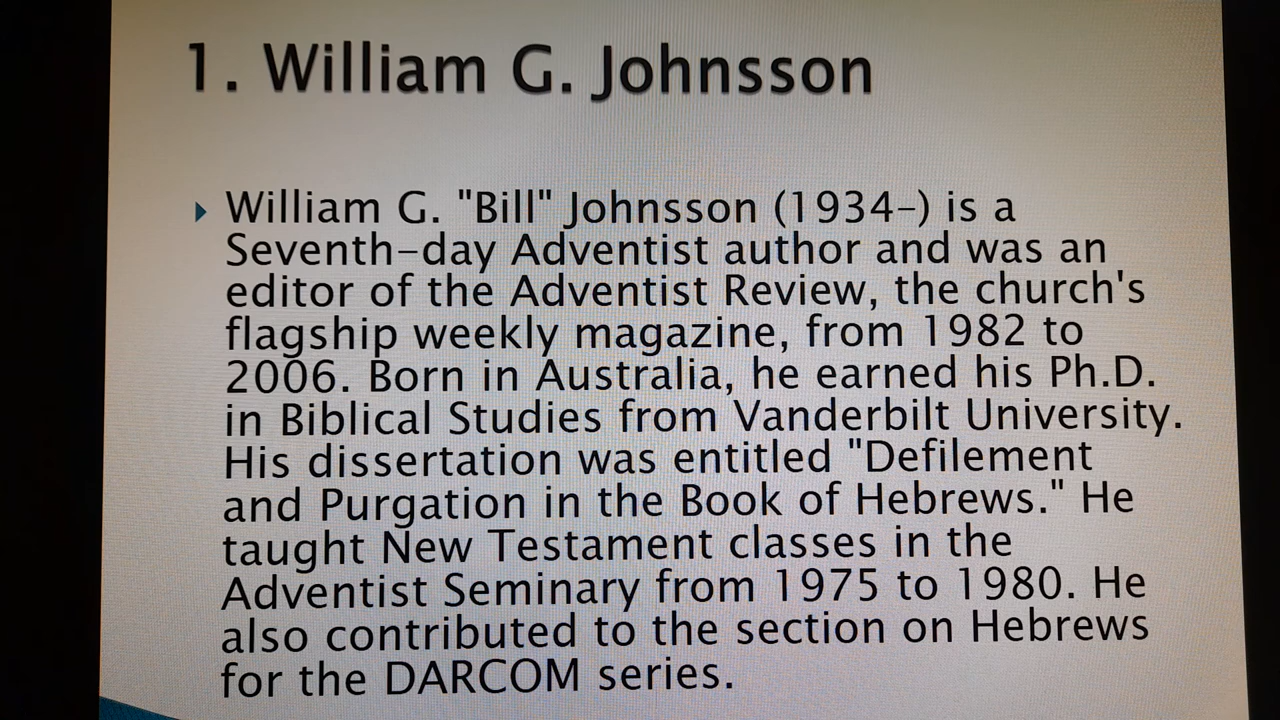 1. William G. Johnsson
William G. "Bill" Johnsson (1934-) is a
Seventh-day Adventist author and was an
editor of the Adventist Review, the church's
flagship weekly magazine, from 1982 to
2006. Born in Australia, he earned his Ph.D.
in Biblical Studies from Vanderbilt University.
His dissertation was entitled "Defilement
and Purgation in the Book of Hebrews." He
taught New Testament classes in the
Adventist Seminary from 1975 to 1980. He
also contributed to the section on Hebrews
for the DARCOM series.